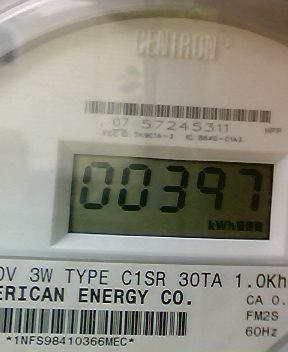 CENTRON
07 57245311
00397
kWh
0V 3W TYPE C1SR 30TA 1.0Kh
ERICAN ENERGY CO. CA 0.
FM2S
*1NFS98410366MEC* 60Hz